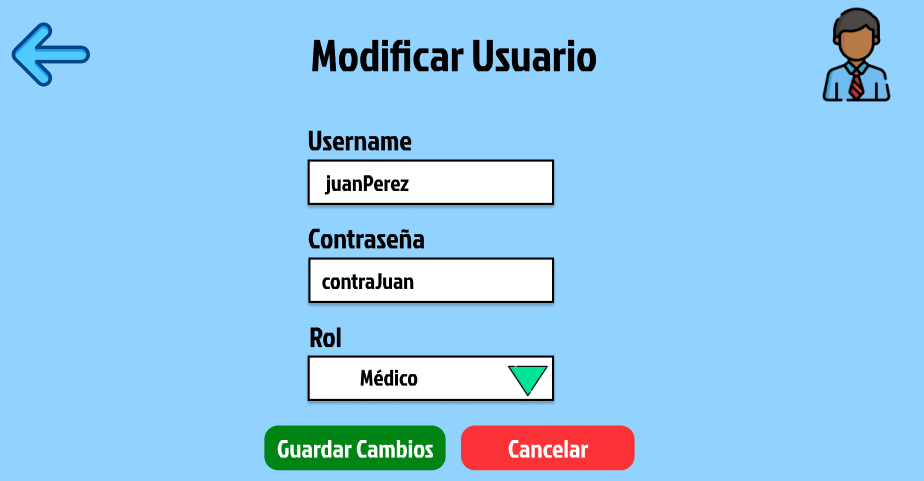 Modificar Usuario
Username
juanPerez
Contraseña
contraJuan
Rol
Médico
Guardar Cambios
Cancelar